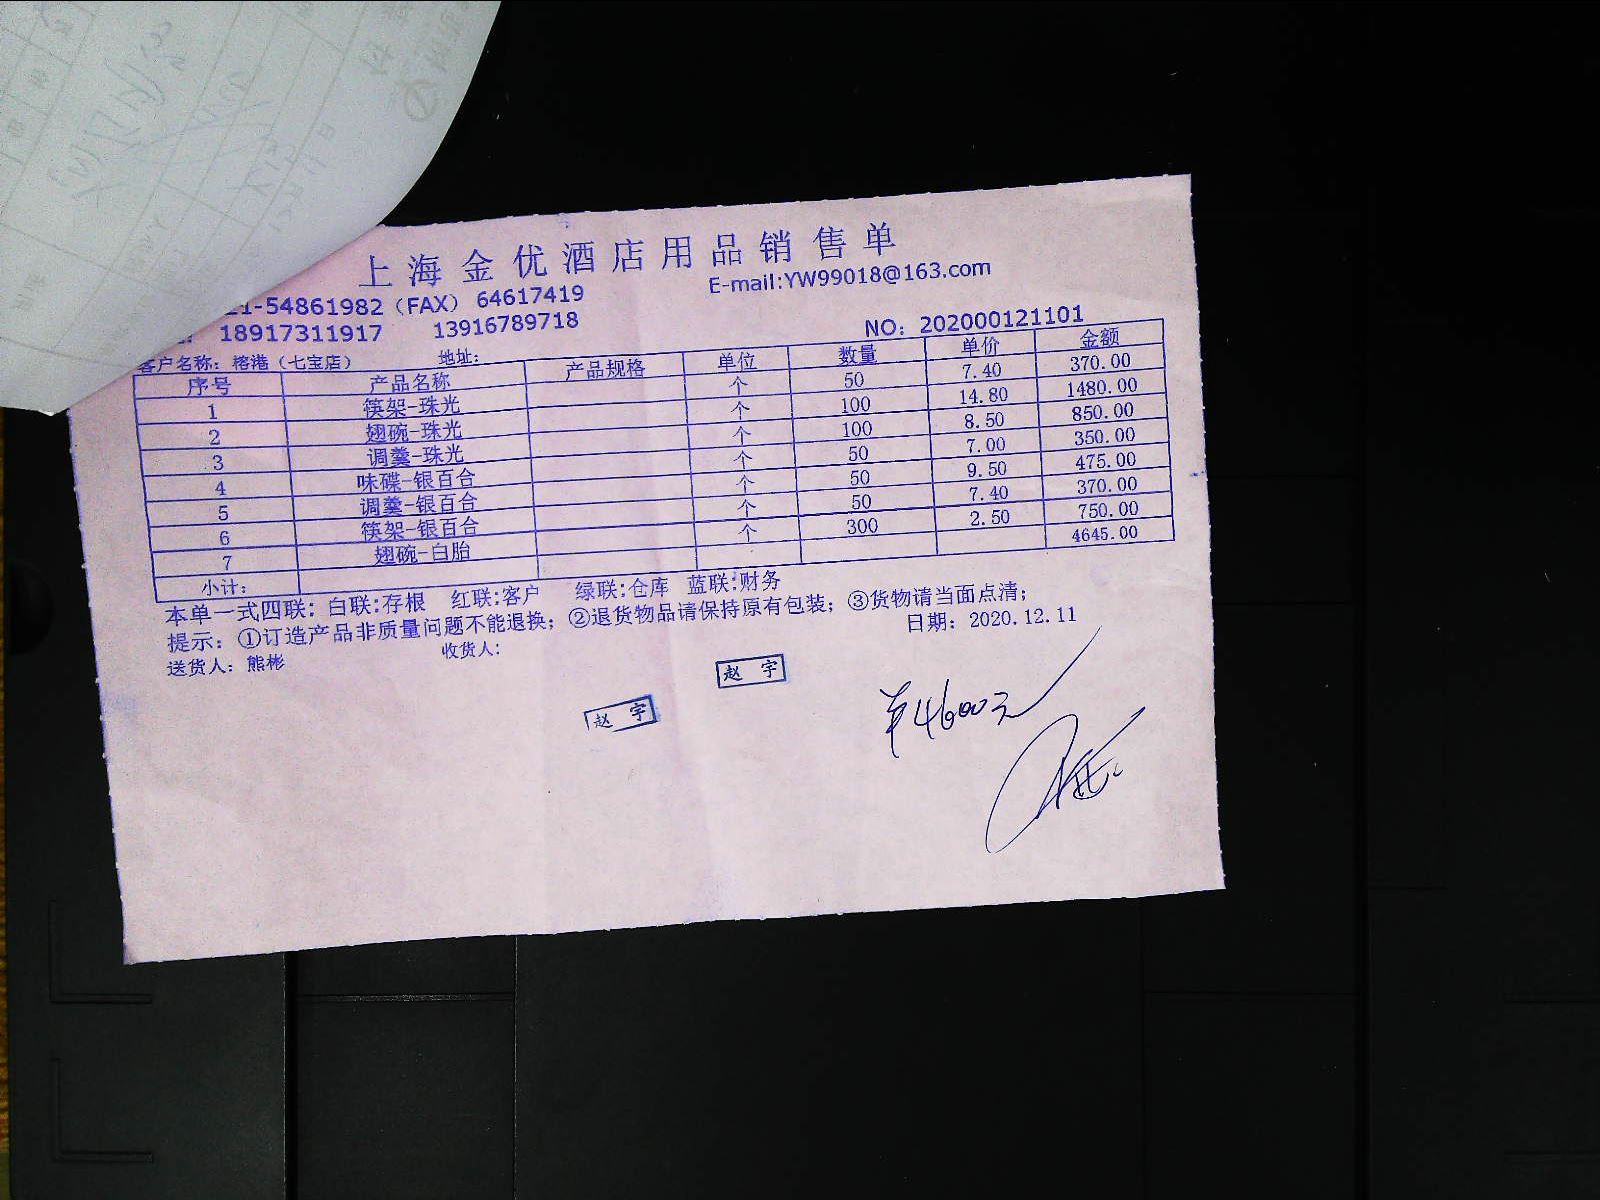 上海金优酒店用品销售单
21-54861982（FAX） 64617419 E-mail:YW99018@163.com
18917311917 13916789718 NO：202000121101
客户名称：榕港（七宝店） 地址：
序号 产品名称 产品规格 单位 数量 单价 金额
1 筷架-珠光 个 50 7.40 370.00
2 翅碗-珠光 个 100 14.80 1480.00
3 调羹-珠光 个 100 8.50 850.00
4 味碟-银百合 个 50 7.00 350.00
5 调羹-银百合 个 50 9.50 475.00
6 筷架-银百合 个 50 7.40 370.00
7 翅碗-白胎 个 300 2.50 750.00
小计： 4645.00
本单一式四联：白联:存根 红联:客户 绿联:仓库 蓝联:财务
提示：①订造产品非质量问题不能退换；②退货物品请保持原有包装；③货物请当面点清；
送货人：熊彬 收货人： 日期：2020.12.11
赵 宇
赵 宇
¥4600元